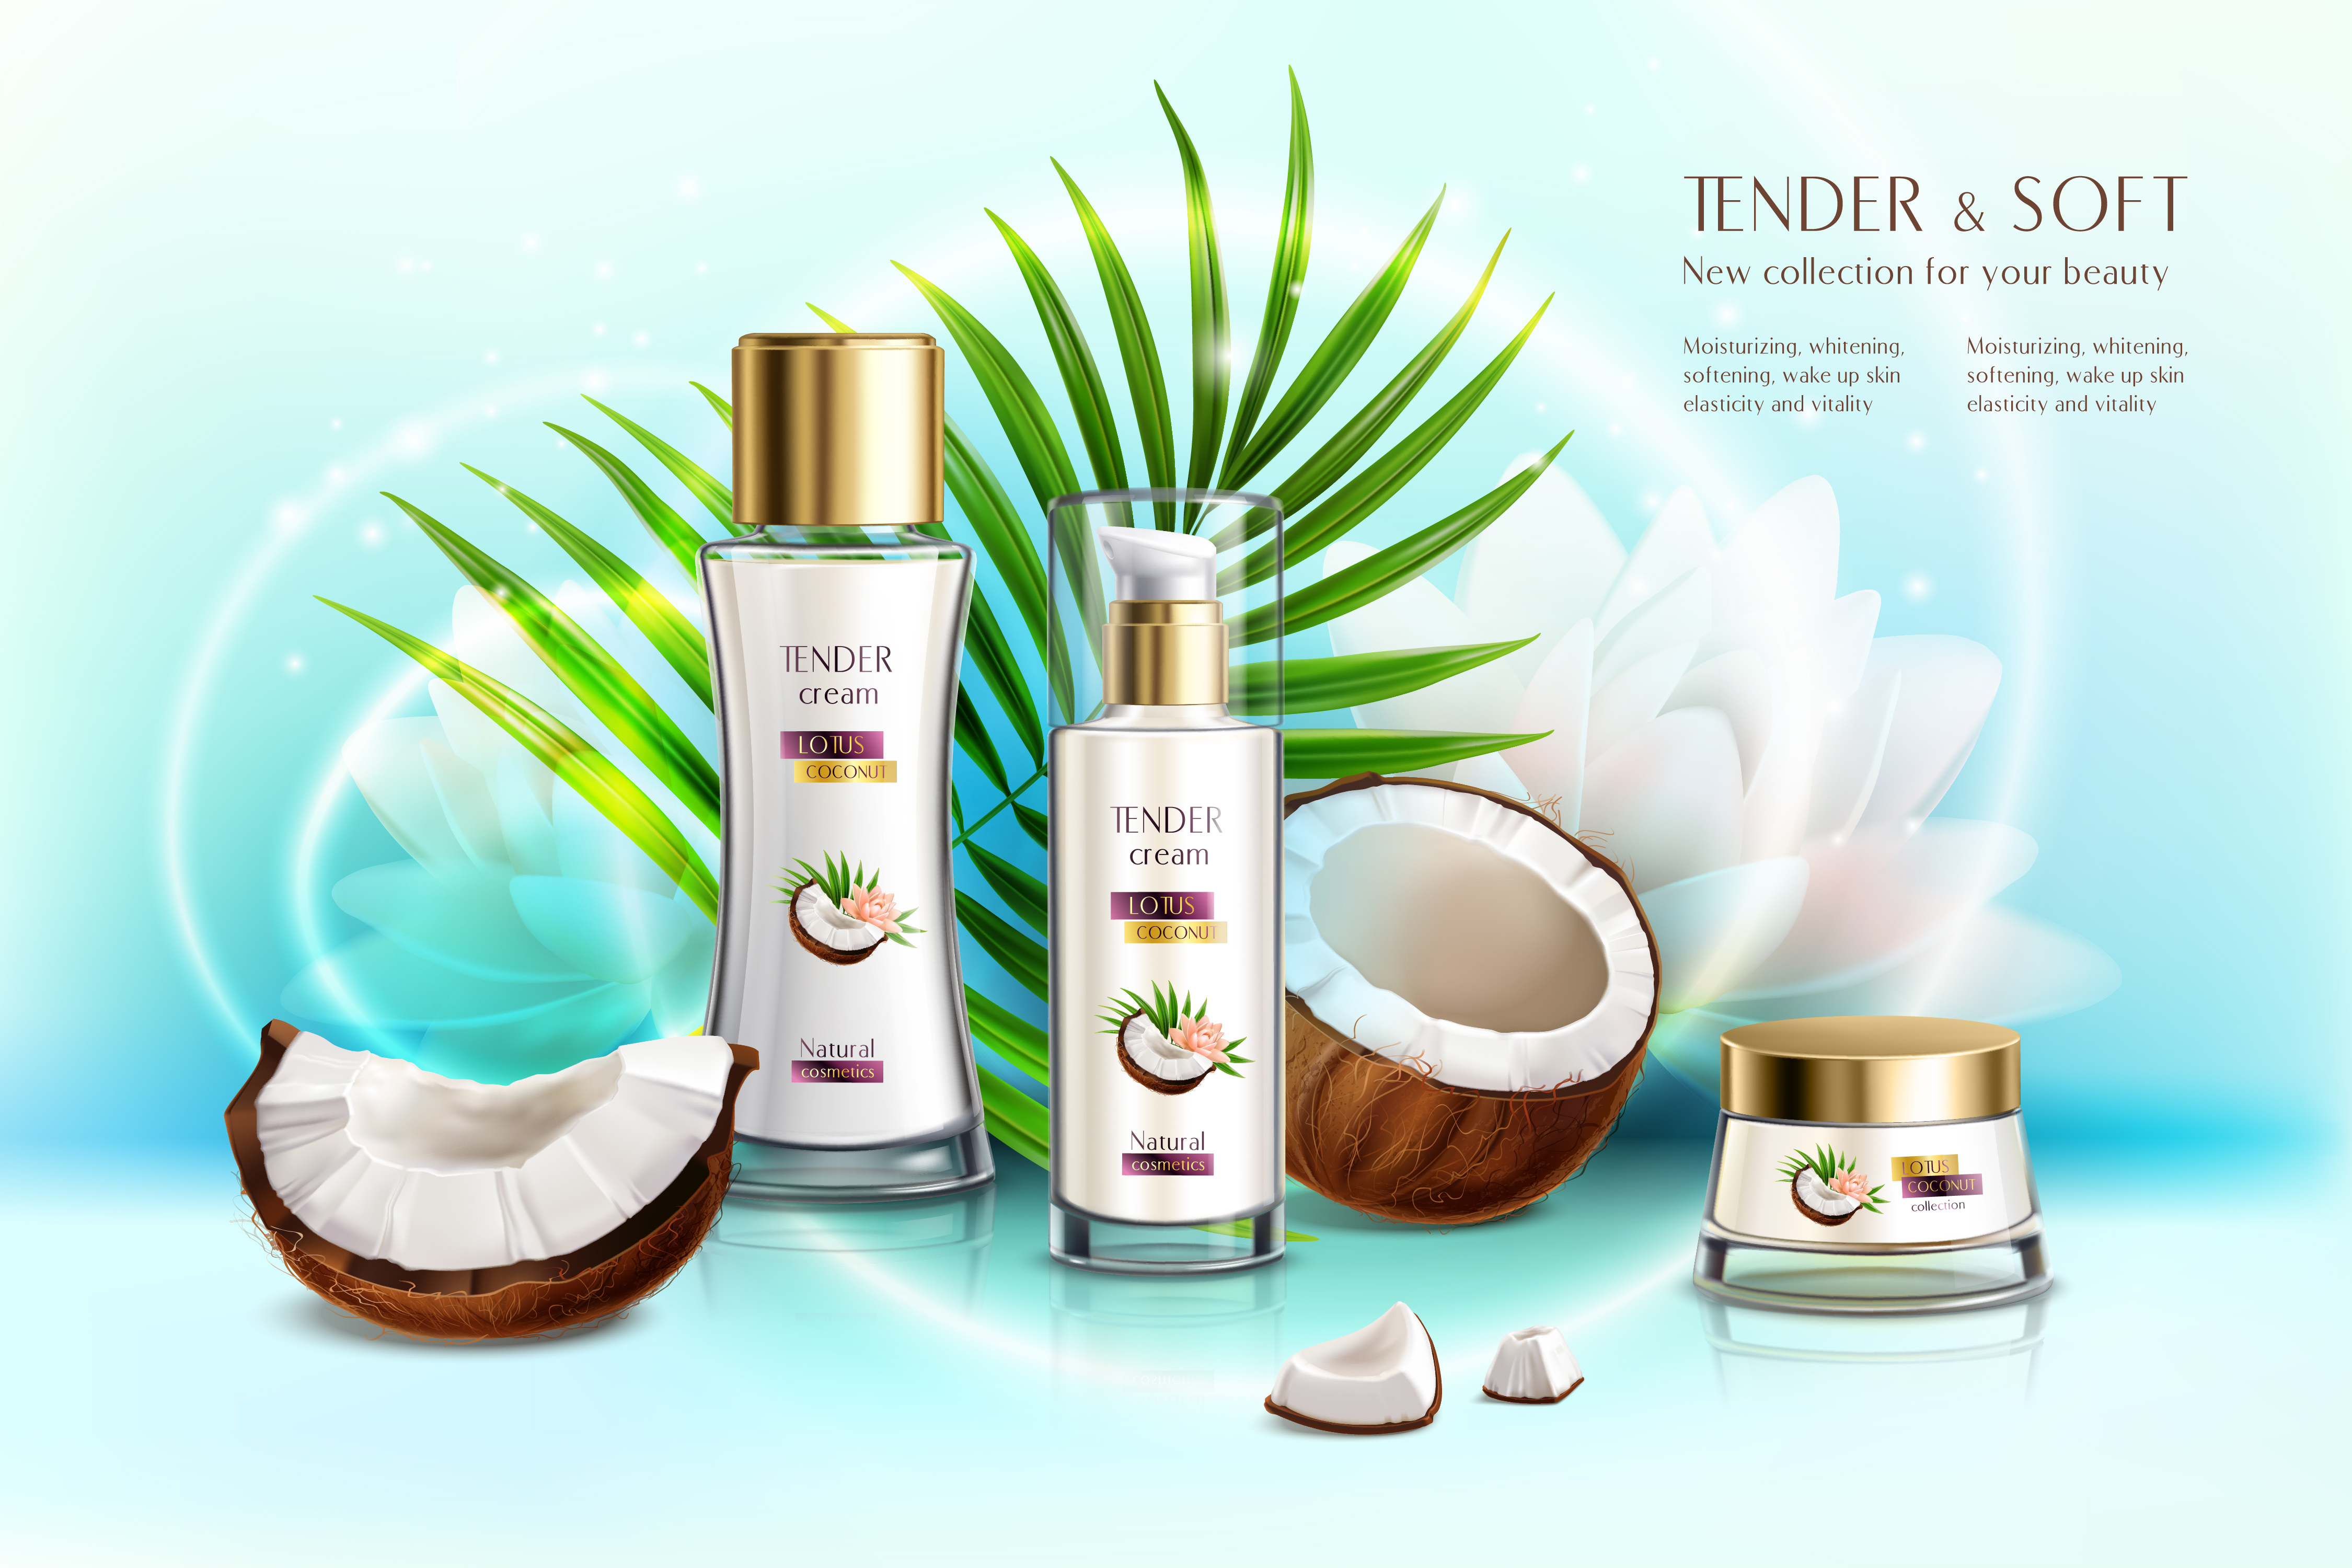 TENDER & SOFT
New collection for your beauty
Moisturizing, whitening,
softening, wake up skin
elasticity and vitality
Moisturizing, whitening,
softening, wake up skin
elasticity and vitality
TENDER
cream
LOTUS
COCONUT
Natural
cosmetics
TENDER
cream
LOTUS
COCONUT
Natural
cosmetics
LOTUS
COCONUT
collection